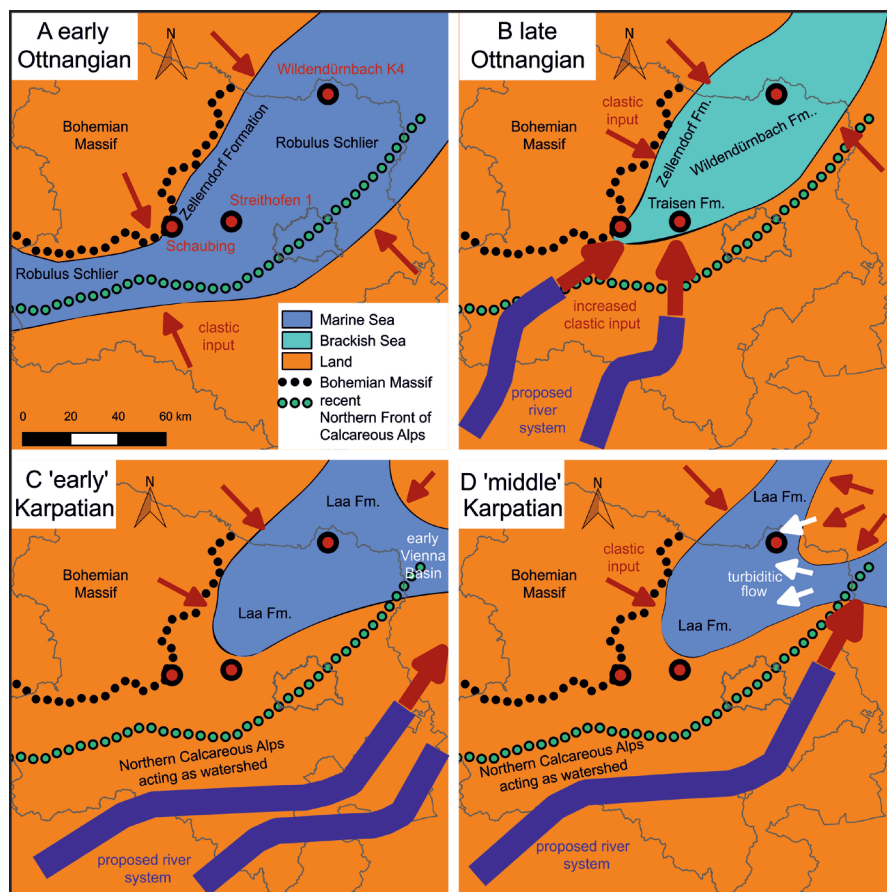 A early
Ottnangian
N
Wildendürnbach K4
Bohemian
Massif
Robulus Schlier
Zellerndorf Formation
Streithofen 1
Schaubing
Robulus Schlier
clastic
input
Marine Sea
Brackish Sea
Land
Bohemian Massif
recent
Northern Front of
Calcareous Alps
0 20 40 60 km
B late
Ottnangian
N
clastic
input
Bohemian
Massif
Zellerndorf Fm.
Wildendürnbach Fm..
Traisen Fm.
increased
clastic input
proposed
river
system
C 'early'
Karpatian
N
Laa Fm.
early
Vienna
Basin
Bohemian
Massif
Laa Fm.
Northern Calcareous Alps
acting as watershed
proposed river
system
D 'middle'
Karpatian
N
Laa Fm.
clastic
input
Bohemian
Massif
turbiditic
flow
Laa Fm.
Northern Calcareous Alps
acting as watershed
proposed river
system